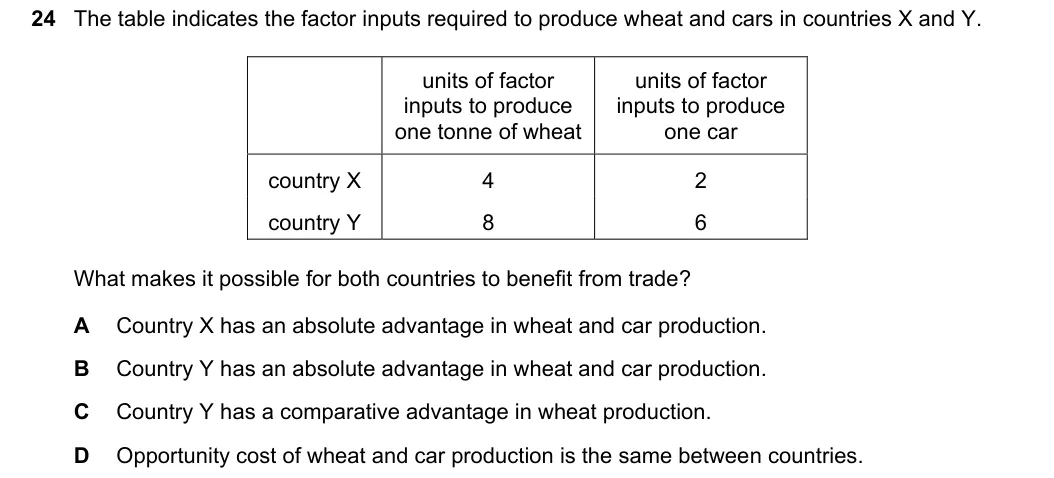 24 The table indicates the factor inputs required to produce wheat and cars in countries X and Y.
units of factor inputs to produce one tonne of wheat
units of factor inputs to produce one car
country X 4 2
country Y 8 6
What makes it possible for both countries to benefit from trade?
A Country X has an absolute advantage in wheat and car production.
B Country Y has an absolute advantage in wheat and car production.
C Country Y has a comparative advantage in wheat production.
D Opportunity cost of wheat and car production is the same between countries.